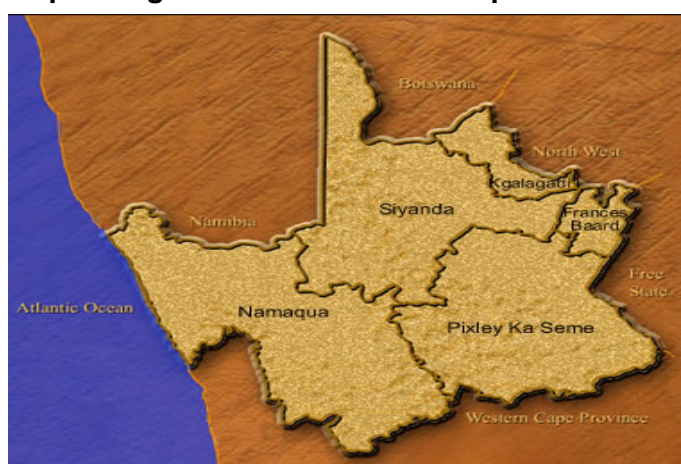 Botswana
North West
Kgalagadi
Siyanda
Frances
Baard
Namibia
Free
State
Atlantic Ocean
Namaqua
Pixley Ka Seme
Western Cape Province